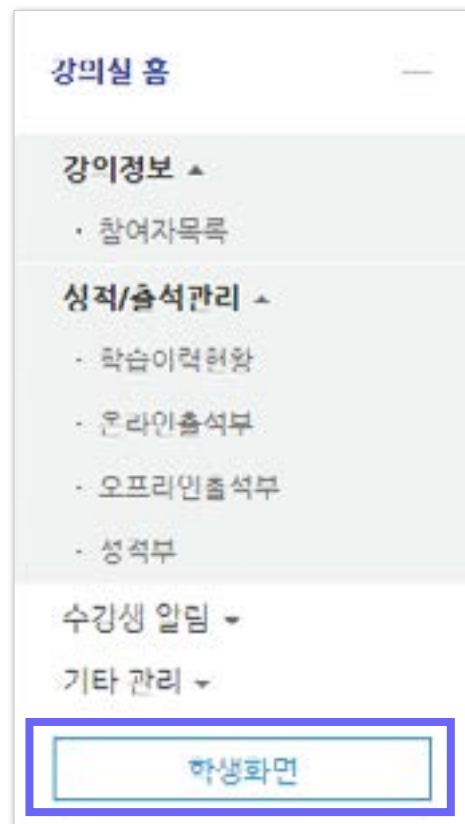 강의실 홈
강의정보
참여자목록
성적/출석관리
학습이력현황
온라인출석부
오프라인출석부
성적부
수강생 알림
기타 관리
학생화면